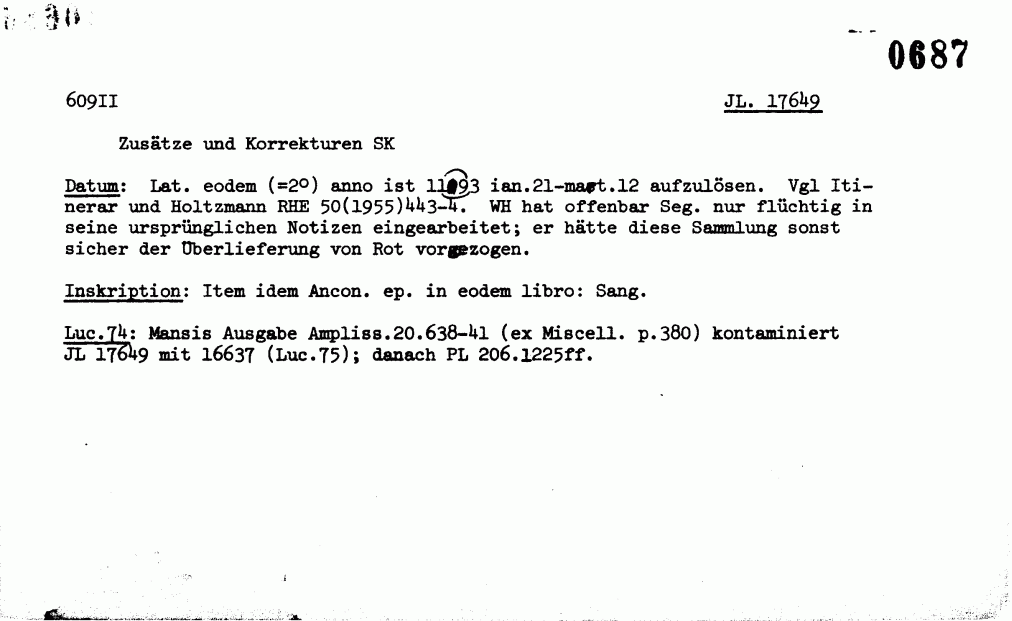 0687
609II JL. 17649
Zusätze und Korrekturen SK
Datum: Lat. eodem (=2º) anno ist 1193 ian.21-mart.12 aufzulösen. Vgl Iti-
nerar und Holtzmann RHE 50(1955)443-4. WH hat offenbar Seg. nur flüchtig in
seine ursprünglichen Notizen eingearbeitet; er hätte diese Sammlung sonst
sicher der Überlieferung von Rot vorgezogen.
Inskription: Item idem Ancon. ep. in eodem libro: Sang.
Luc.74: Mansis Ausgabe Ampliss.20.638-41 (ex Miscell. p.380) kontaminiert
JL 17649 mit 16637 (Luc.75); danach PL 206.1225ff.